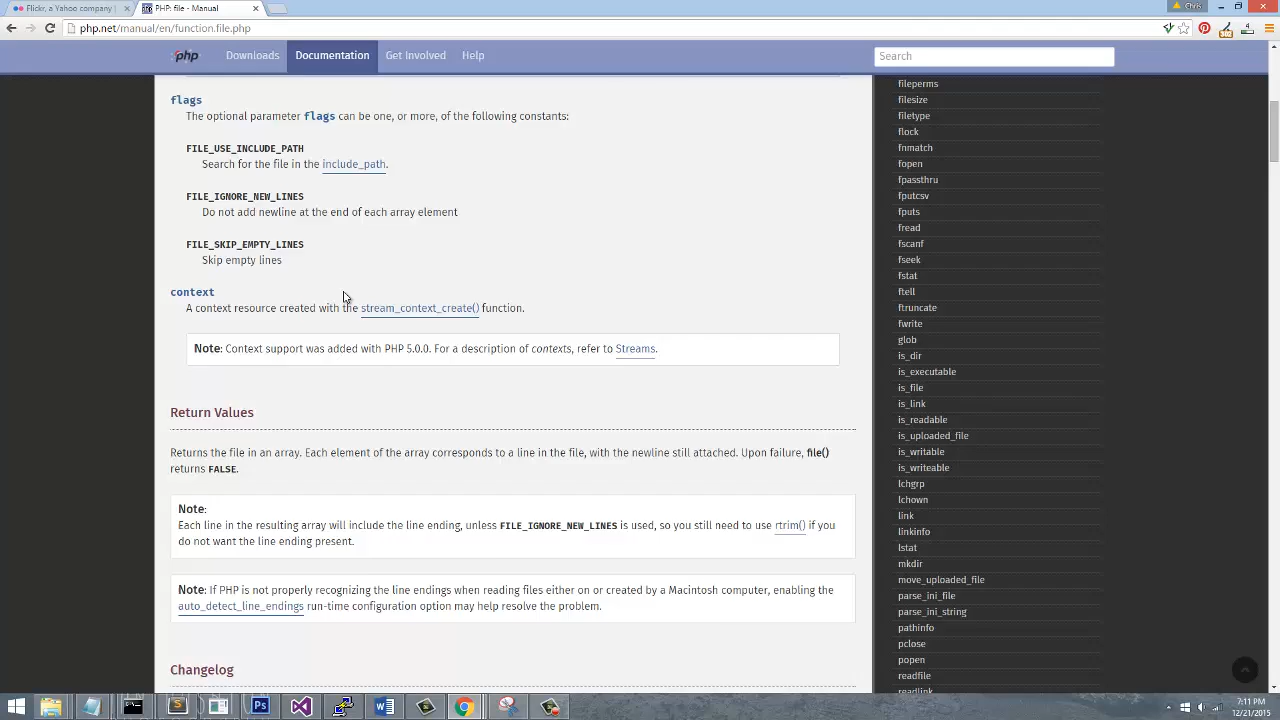 Flickr, a Yahoo company |
PHP: file - Manual
Chris
php.net/manual/en/function.file.php
php
Downloads
Documentation
Get Involved
Help
Search
flags
The optional parameter flags can be one, or more, of the following constants:
FILE_USE_INCLUDE_PATH
Search for the file in the include_path.
FILE_IGNORE_NEW_LINES
Do not add newline at the end of each array element
FILE_SKIP_EMPTY_LINES
Skip empty lines
context
A context resource created with the stream_context_create() function.
Note: Context support was added with PHP 5.0.0. For a description of contexts, refer to Streams.
Return Values
Returns the file in an array. Each element of the array corresponds to a line in the file, with the newline still attached. Upon failure, file()
returns FALSE.
Note:
Each line in the resulting array will include the line ending, unless FILE_IGNORE_NEW_LINES is used, so you still need to use rtrim() if you
do not want the line ending present.
Note: If PHP is not properly recognizing the line endings when reading files either on or created by a Macintosh computer, enabling the
auto_detect_line_endings run-time configuration option may help resolve the problem.
Changelog
fileperms
filesize
filetype
flock
fnmatch
fopen
fpassthru
fputcsv
fputs
fread
fscanf
fseek
fstat
ftell
ftruncate
fwrite
glob
is_dir
is_executable
is_file
is_link
is_readable
is_uploaded_file
is_writable
is_writeable
lchgrp
lchown
link
linkinfo
lstat
mkdir
move_uploaded_file
parse_ini_file
parse_ini_string
pathinfo
pclose
popen
readfile
readlink
7:11 PM
12/21/2015